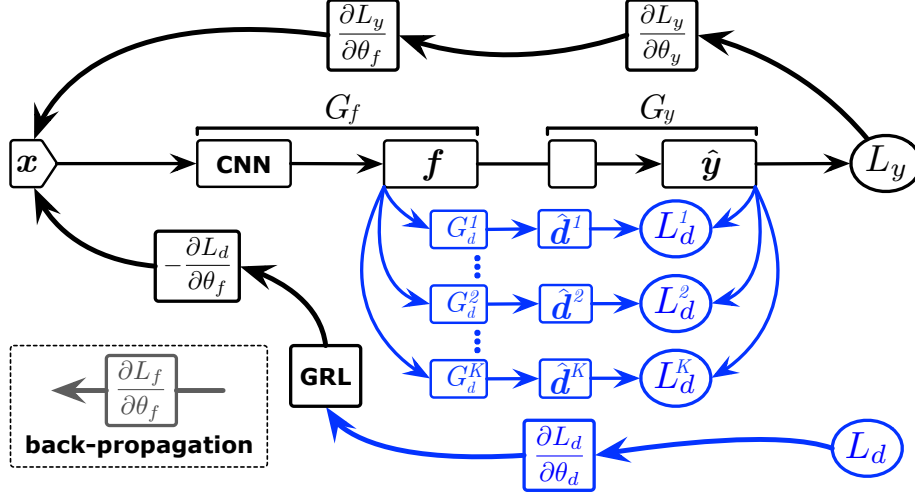 ∂L_y/∂θ_f
∂L_y/∂θ_y
G_f
G_y
x
CNN
f
ŷ
L_y
G_d^1
d̂^1
L_d^1
−∂L_d/∂θ_f
G_d^2
d̂^2
L_d^2
GRL
G_d^K
d̂^K
L_d^K
∂L_f/∂θ_f
back-propagation
∂L_d/∂θ_d
L_d